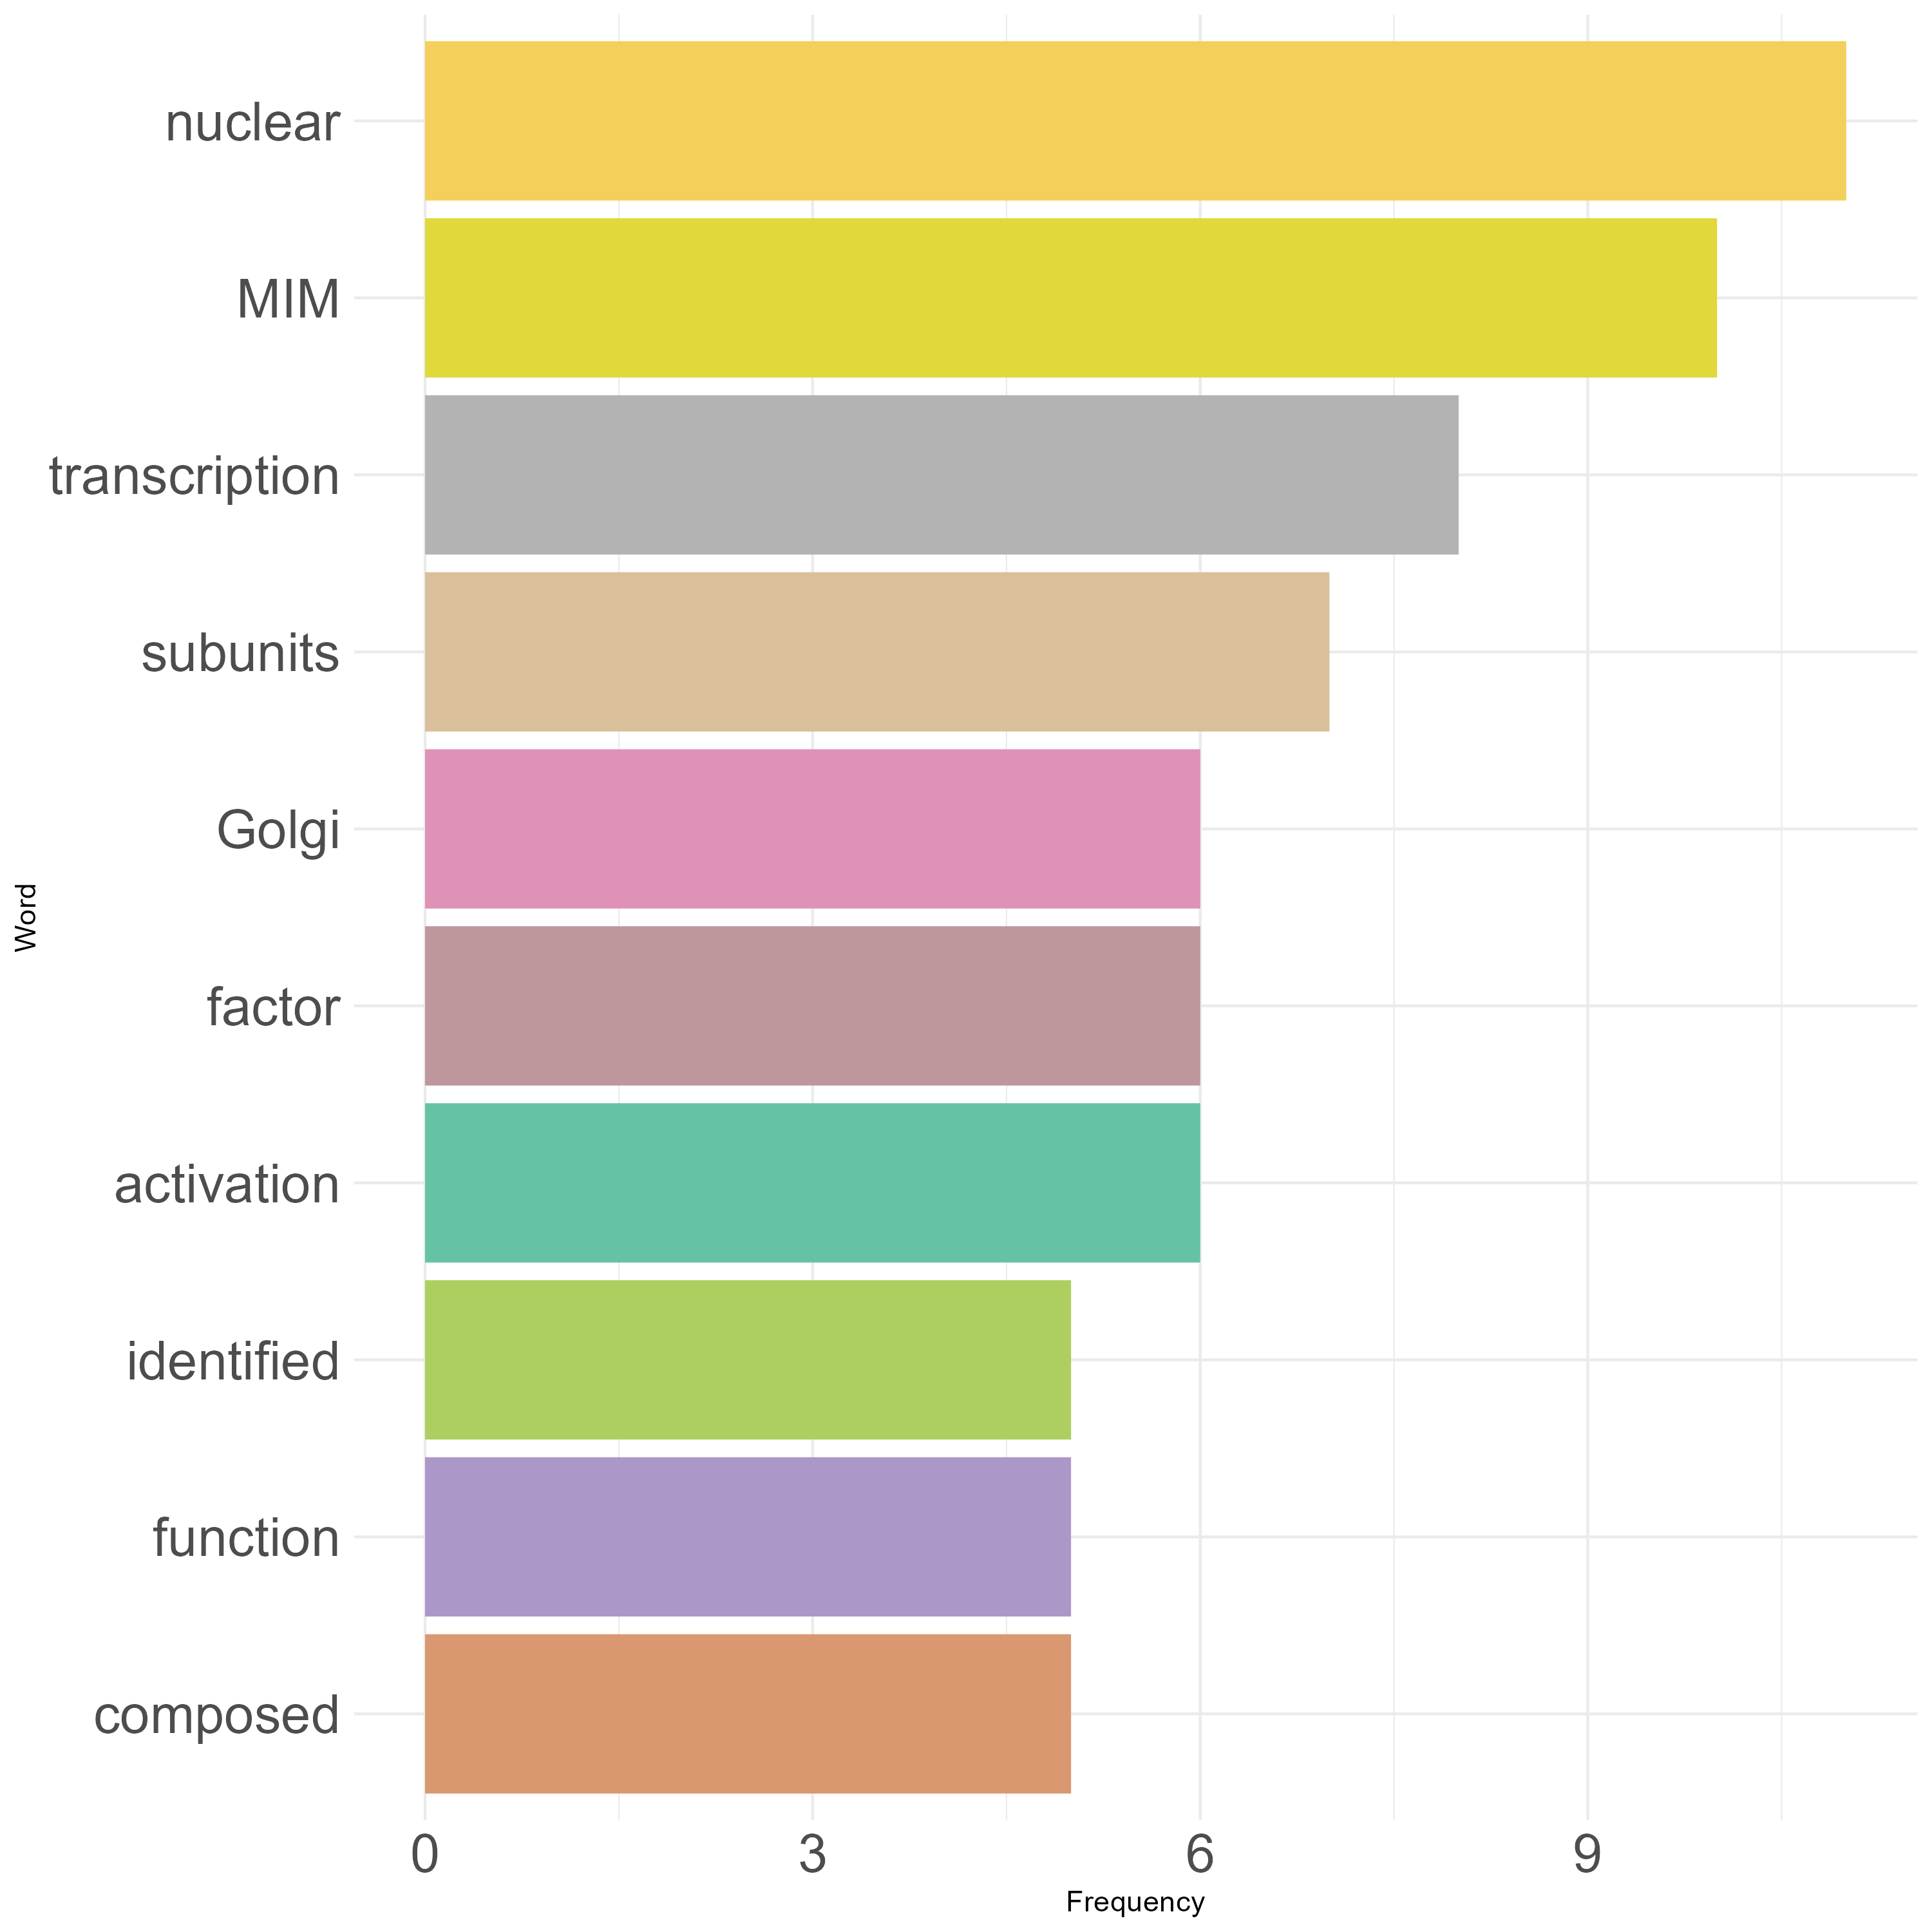 nuclear
MIM
transcription
subunits
Golgi
factor
activation
identified
function
composed
Word
0 3 6 9
Frequency